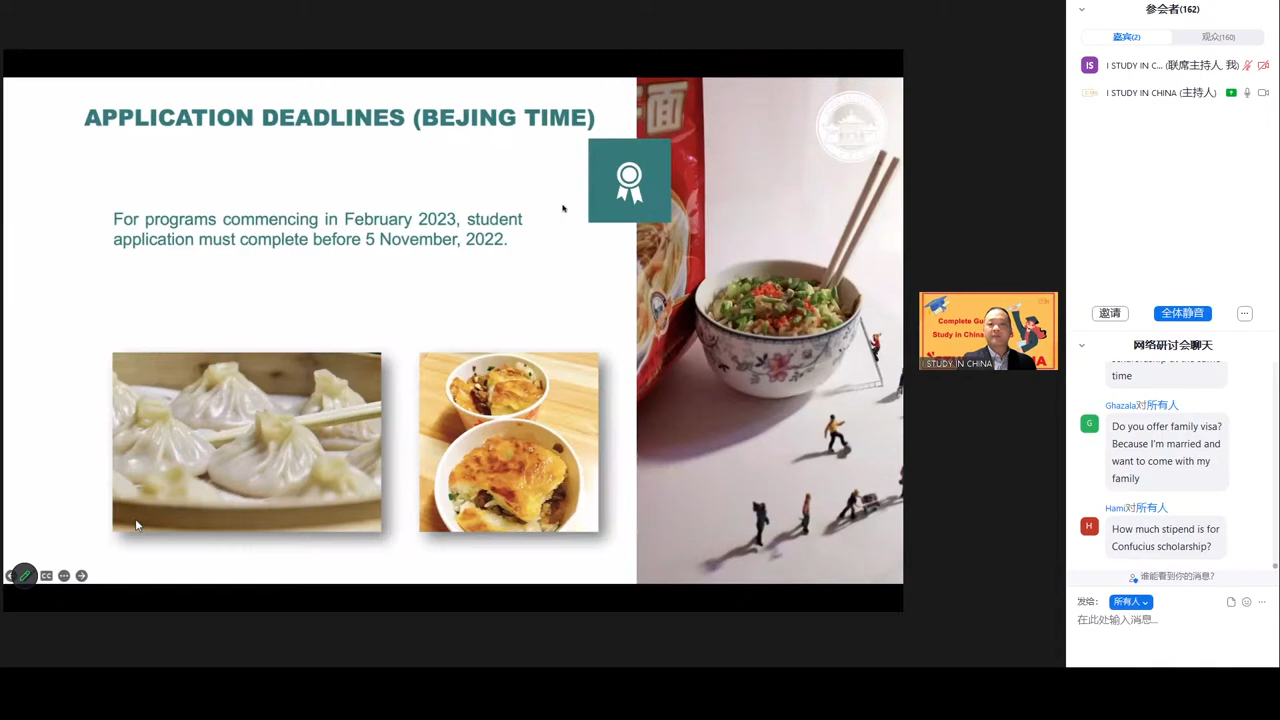 APPLICATION DEADLINES (BEJING TIME)
For programs commencing in February 2023, student
application must complete before 5 November, 2022.
面
CC
Complete Gu
Study in China
I STUDY IN CHINA
参会者(162)
嘉宾(2)
观众(160)
IS
I STUDY IN C... (联席主持人, 我)
I STUDY IN CHINA (主持人)
邀请
全体静音
网络研讨会聊天
time
Ghazala对所有人
G
Do you offer family visa?
Because I'm married and
want to come with my
family
Hami对所有人
H
How much stipend is for
Confucius scholarship?
谁能看到你的消息?
发给:
所有人
在此处输入消息...